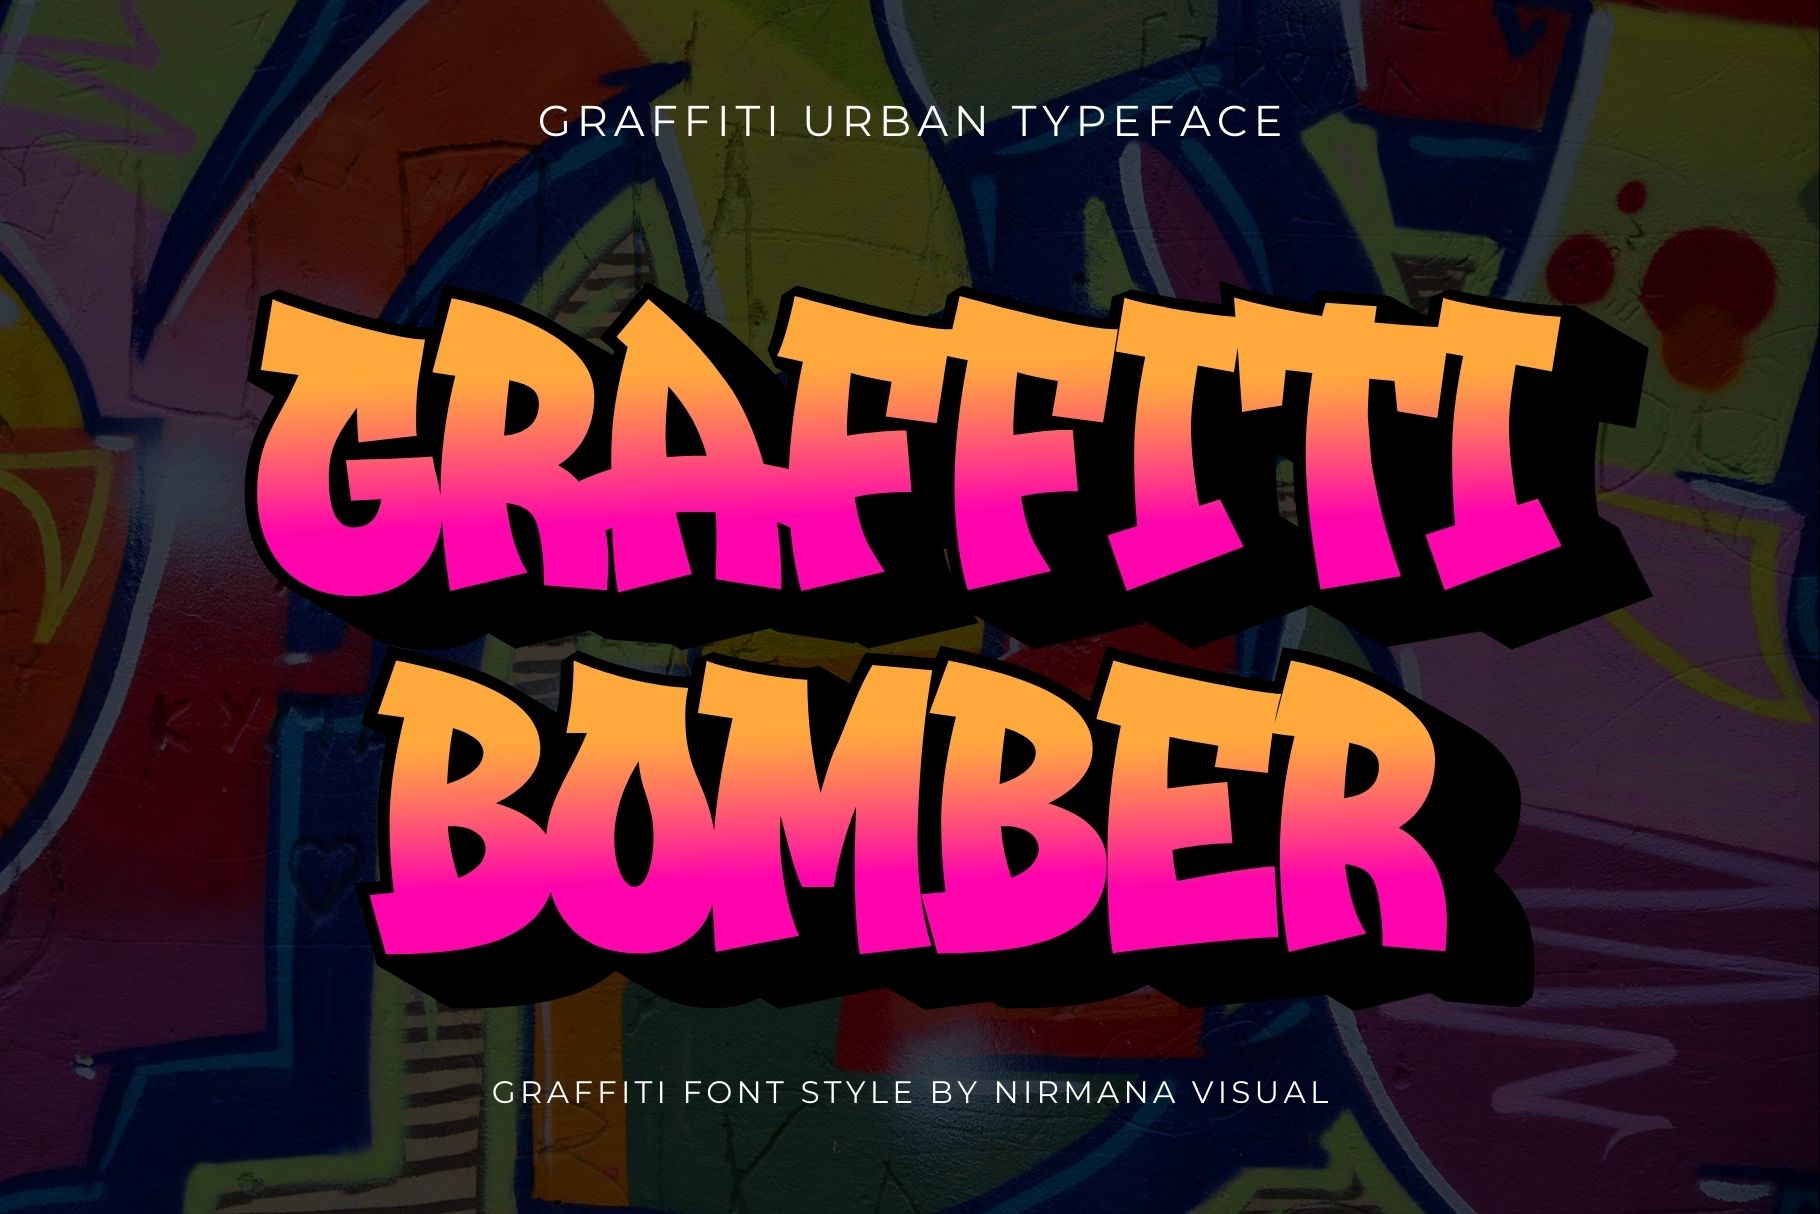 GRAFFITI URBAN TYPEFACE
GRAFFITI
BOMBER
GRAFFITI FONT STYLE BY NIRMANA VISUAL